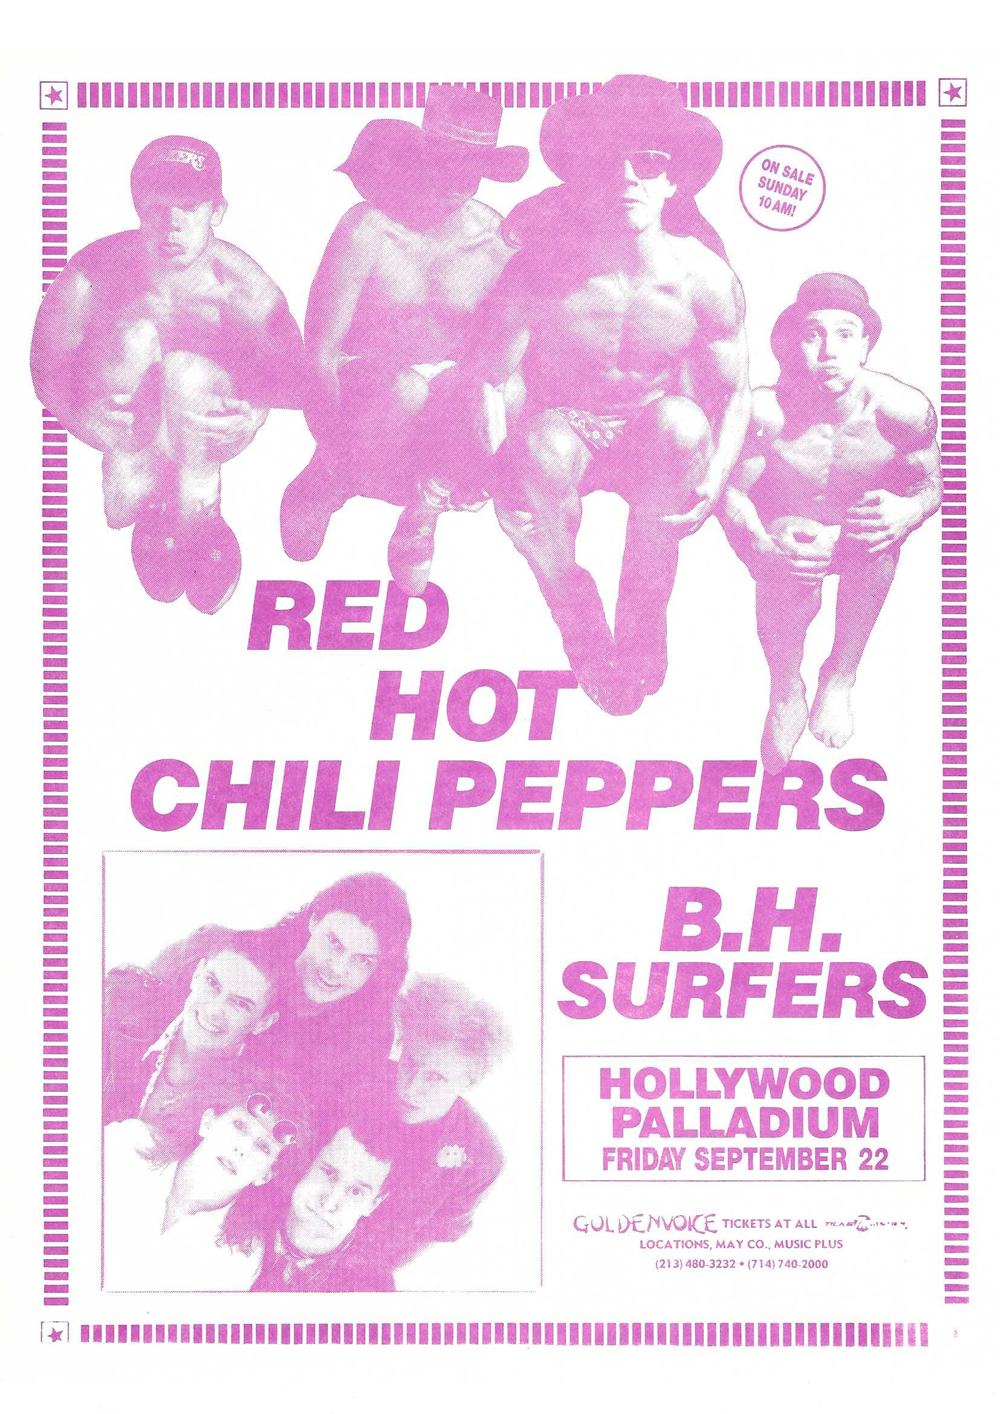 ON SALE
SUNDAY
10 AM!
RED
HOT
CHILI PEPPERS
B.H.
SURFERS
HOLLYWOOD
PALLADIUM
FRIDAY SEPTEMBER 22
GOLDENVOICE TICKETS AT ALL
LOCATIONS, MAY CO., MUSIC PLUS
(213) 480-3232 • (714) 740-2000